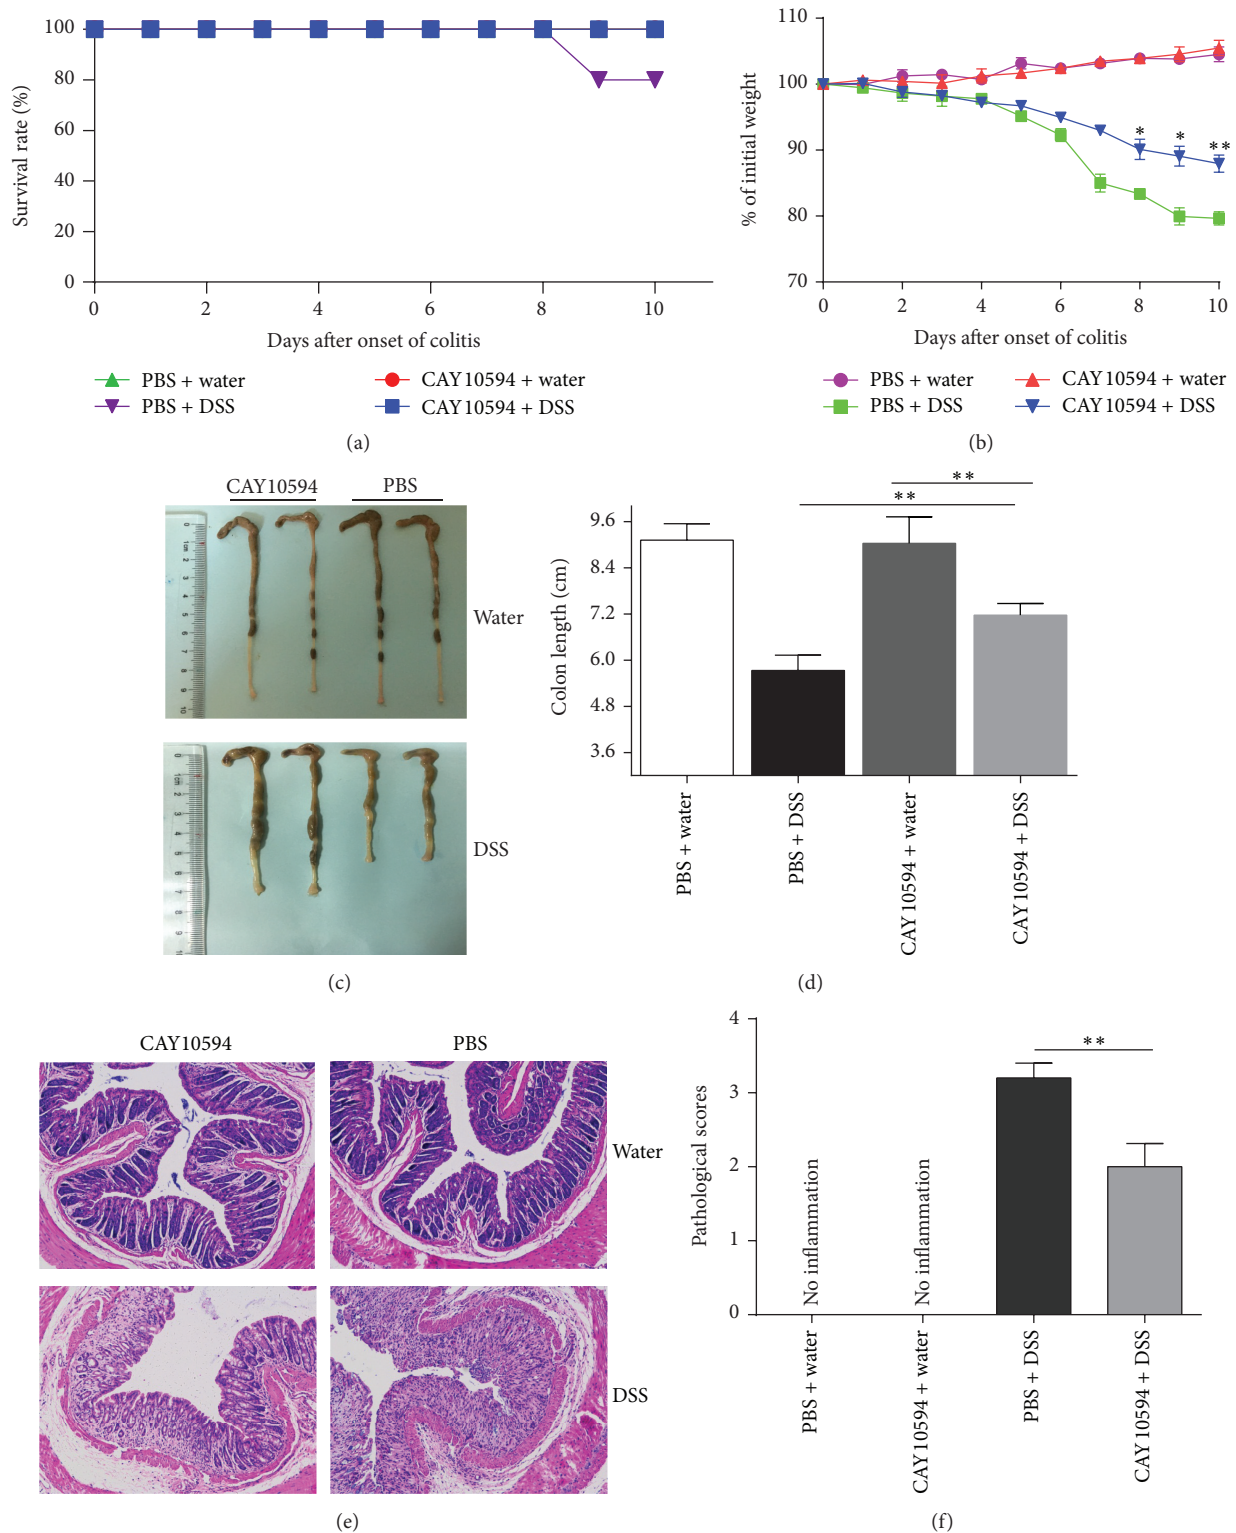 100
80
60
40
20
0
Survival rate (%)
0 2 4 6 8 10
Days after onset of colitis
PBS + water
CAY10594 + water
PBS + DSS
CAY10594 + DSS
(a)
110
100
90
80
70
% of initial weight
* * **
0 2 4 6 8 10
Days after onset of colitis
PBS + water
CAY10594 + water
PBS + DSS
CAY10594 + DSS
(b)
CAY10594 PBS
Water
DSS
(c)
**
**
9.6
8.4
7.2
6.0
4.8
3.6
Colon length (cm)
PBS + water
PBS + DSS
CAY10594 + water
CAY10594 + DSS
(d)
CAY10594 PBS
Water
DSS
(e)
4
3
2
1
0
Pathological scores
**
No inflammation
No inflammation
PBS + water
CAY10594 + water
PBS + DSS
CAY10594 + DSS
(f)